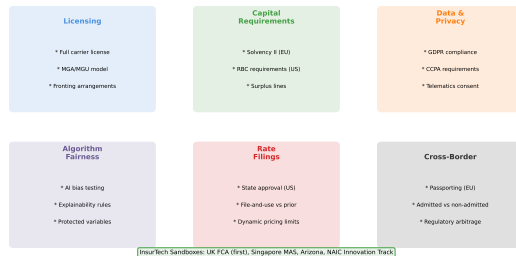 Licensing
* Full carrier license
* MGA/MGU model
* Fronting arrangements
Capital
Requirements
* Solvency II (EU)
* RBC requirements (US)
* Surplus lines
Data &
Privacy
* GDPR compliance
* CCPA requirements
* Telematics consent
Algorithm
Fairness
* AI bias testing
* Explainability rules
* Protected variables
Rate
Filings
* State approval (US)
* File-and-use vs prior
* Dynamic pricing limits
Cross-Border
* Passporting (EU)
* Admitted vs non-admitted
* Regulatory arbitrage
InsurTech Sandboxes: UK FCA (first), Singapore MAS, Arizona, NAIC Innovation Track